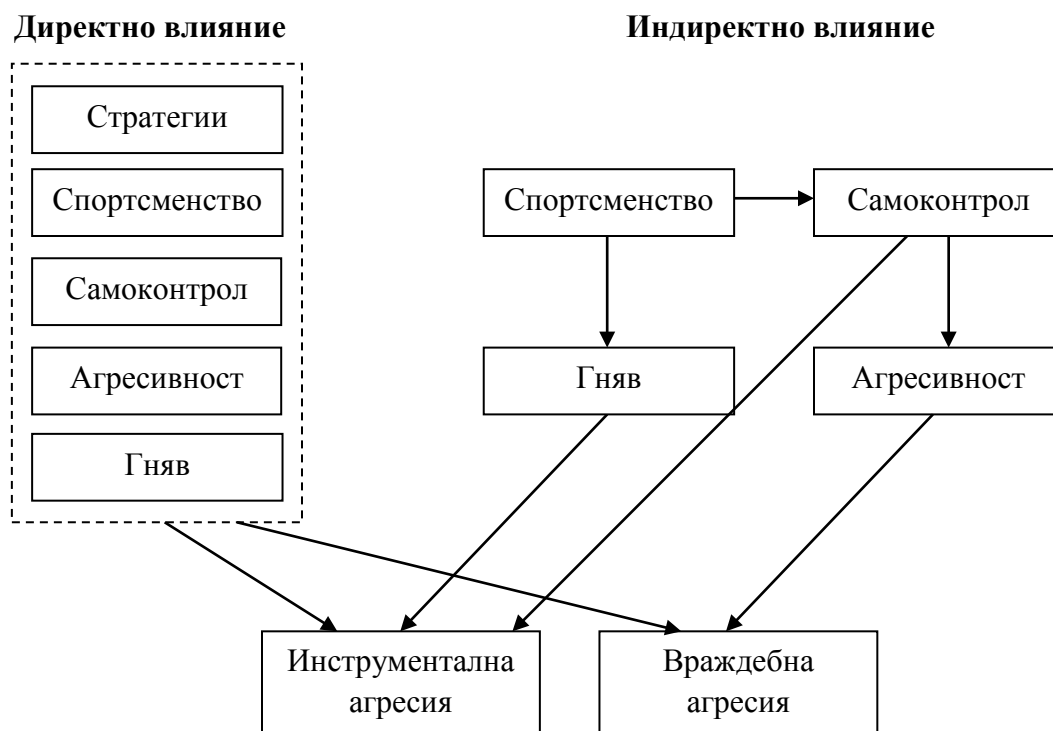 Директно влияние
Индиректно влияние
Стратегии
Спортсменство
Самоконтрол
Агресивност
Гняв
Спортсменство
Самоконтрол
Гняв
Агресивност
Инструментална
агресия
Враждебна
агресия